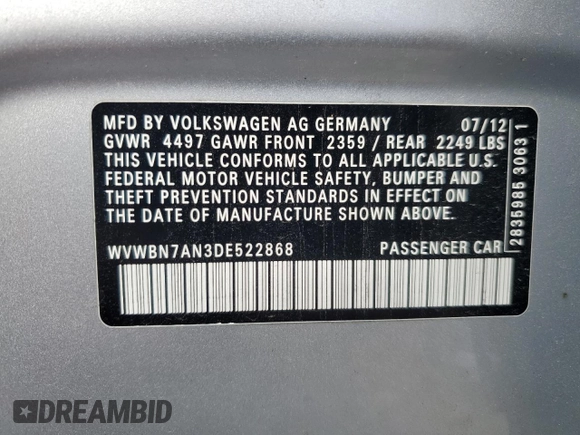 MFD BY VOLKSWAGEN AG GERMANY 07/12
GVWR 4497 GAWR FRONT 2359 / REAR 2249 LBS
THIS VEHICLE CONFORMS TO ALL APPLICABLE U.S.
FEDERAL MOTOR VEHICLE SAFETY, BUMPER AND
THEFT PREVENTION STANDARDS IN EFFECT ON
THE DATE OF MANUFACTURE SHOWN ABOVE.
WVWBN7AN3DE522868 PASSENGER CAR
2835985 3063 1
DREAMBID